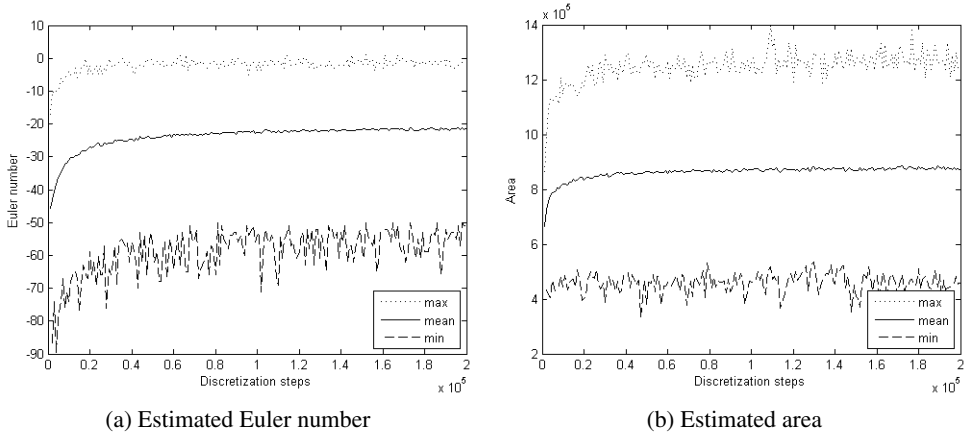 10
0
-10
-20
-30
-40
-50
-60
-70
-80
-90
Euler number
max
mean
min
0 0.2 0.4 0.6 0.8 1 1.2 1.4 1.6 1.8 2
Discretization steps
x 10^5
(a) Estimated Euler number
x 10^5
14
12
10
8
6
4
2
Area
max
mean
min
0 0.2 0.4 0.6 0.8 1 1.2 1.4 1.6 1.8 2
Discretization steps
x 10^5
(b) Estimated area